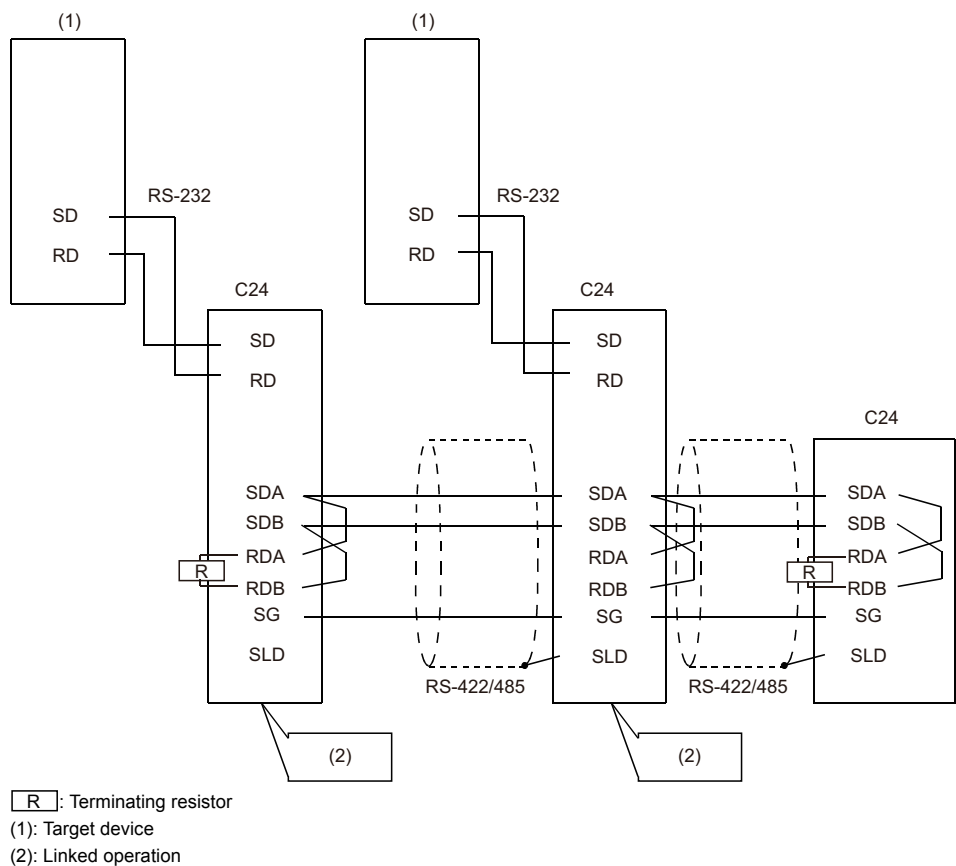 (1)
(1)
RS-232
RS-232
SD
RD
SD
RD
C24
C24
SD
RD
SD
RD
C24
SDA
SDB
RDA
RDB
SG
SLD
R
SDA
SDB
RDA
RDB
SG
SLD
SDA
SDB
RDA
RDB
SG
SLD
R
RS-422/485
RS-422/485
(2)
(2)
R : Terminating resistor
(1): Target device
(2): Linked operation